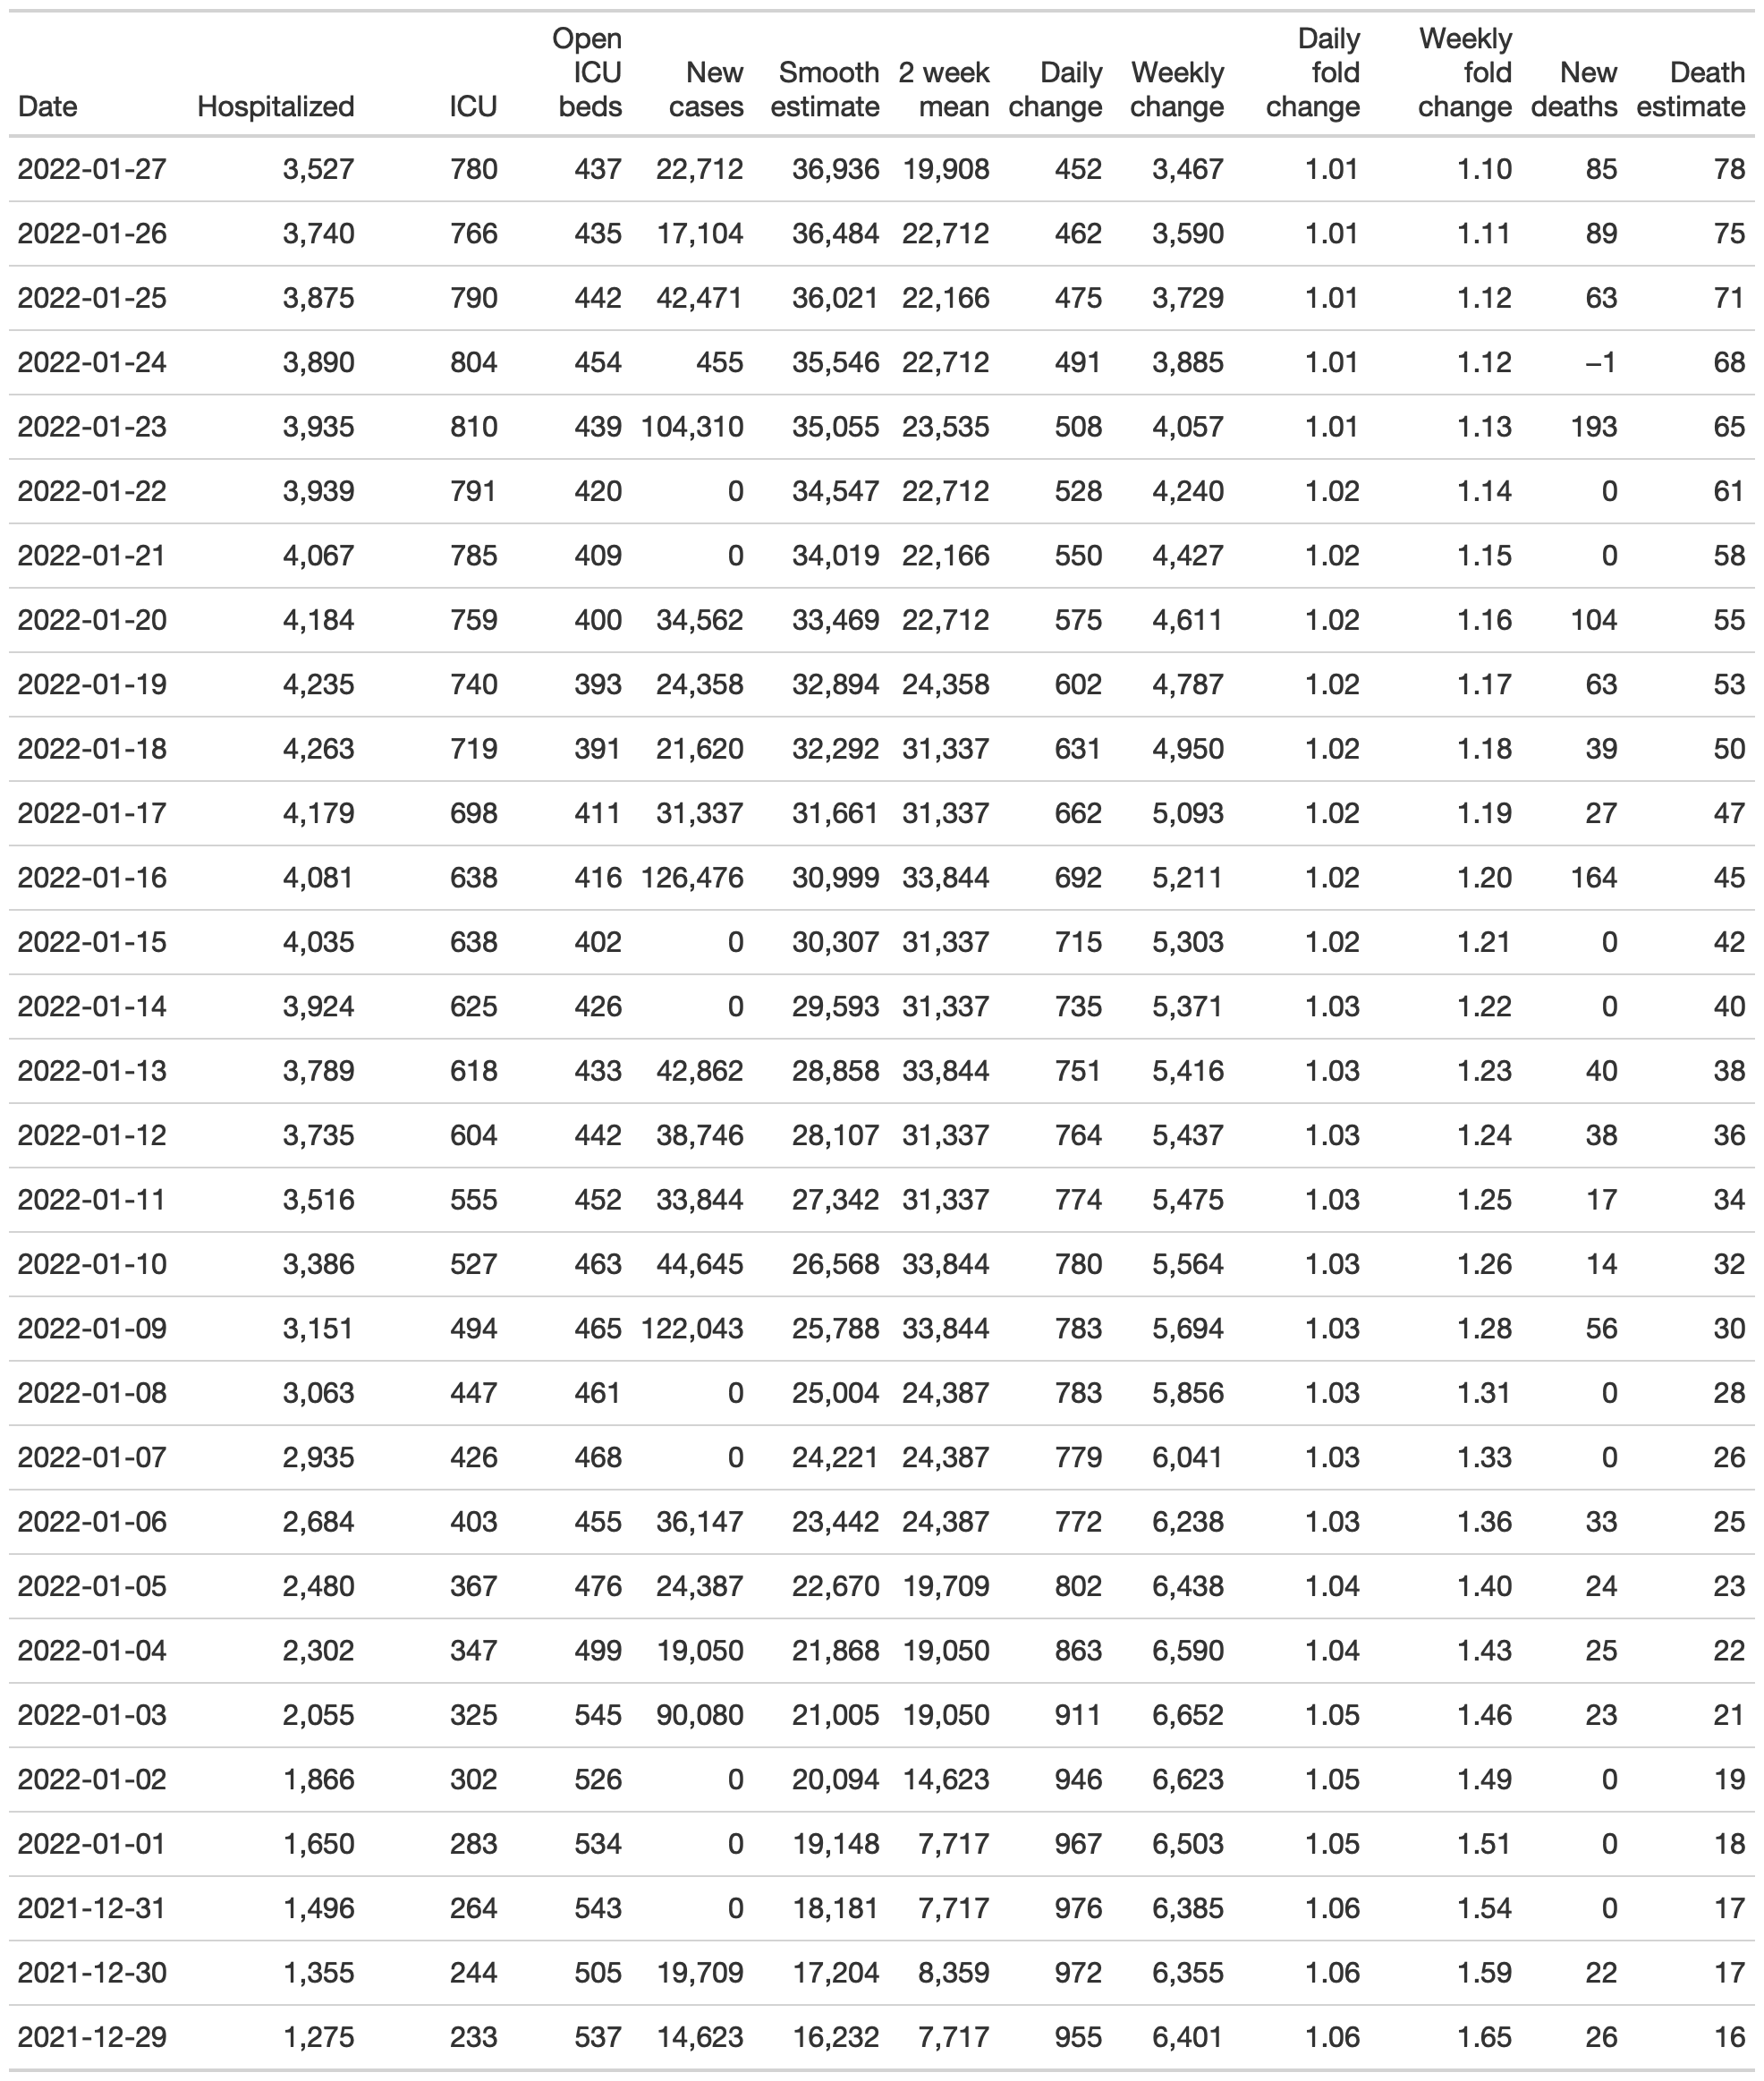 Date Hospitalized ICU Open ICU beds New cases Smooth estimate 2 week mean Daily change Weekly change Daily fold change Weekly fold change New deaths Death estimate
2022-01-27 3,527 780 437 22,712 36,936 19,908 452 3,467 1.01 1.10 85 78
2022-01-26 3,740 766 435 17,104 36,484 22,712 462 3,590 1.01 1.11 89 75
2022-01-25 3,875 790 442 42,471 36,021 22,166 475 3,729 1.01 1.12 63 71
2022-01-24 3,890 804 454 455 35,546 22,712 491 3,885 1.01 1.12 −1 68
2022-01-23 3,935 810 439 104,310 35,055 23,535 508 4,057 1.01 1.13 193 65
2022-01-22 3,939 791 420 0 34,547 22,712 528 4,240 1.02 1.14 0 61
2022-01-21 4,067 785 409 0 34,019 22,166 550 4,427 1.02 1.15 0 58
2022-01-20 4,184 759 400 34,562 33,469 22,712 575 4,611 1.02 1.16 104 55
2022-01-19 4,235 740 393 24,358 32,894 24,358 602 4,787 1.02 1.17 63 53
2022-01-18 4,263 719 391 21,620 32,292 31,337 631 4,950 1.02 1.18 39 50
2022-01-17 4,179 698 411 31,337 31,661 31,337 662 5,093 1.02 1.19 27 47
2022-01-16 4,081 638 416 126,476 30,999 33,844 692 5,211 1.02 1.20 164 45
2022-01-15 4,035 638 402 0 30,307 31,337 715 5,303 1.02 1.21 0 42
2022-01-14 3,924 625 426 0 29,593 31,337 735 5,371 1.03 1.22 0 40
2022-01-13 3,789 618 433 42,862 28,858 33,844 751 5,416 1.03 1.23 40 38
2022-01-12 3,735 604 442 38,746 28,107 31,337 764 5,437 1.03 1.24 38 36
2022-01-11 3,516 555 452 33,844 27,342 31,337 774 5,475 1.03 1.25 17 34
2022-01-10 3,386 527 463 44,645 26,568 33,844 780 5,564 1.03 1.26 14 32
2022-01-09 3,151 494 465 122,043 25,788 33,844 783 5,694 1.03 1.28 56 30
2022-01-08 3,063 447 461 0 25,004 24,387 783 5,856 1.03 1.31 0 28
2022-01-07 2,935 426 468 0 24,221 24,387 779 6,041 1.03 1.33 0 26
2022-01-06 2,684 403 455 36,147 23,442 24,387 772 6,238 1.03 1.36 33 25
2022-01-05 2,480 367 476 24,387 22,670 19,709 802 6,438 1.04 1.40 24 23
2022-01-04 2,302 347 499 19,050 21,868 19,050 863 6,590 1.04 1.43 25 22
2022-01-03 2,055 325 545 90,080 21,005 19,050 911 6,652 1.05 1.46 23 21
2022-01-02 1,866 302 526 0 20,094 14,623 946 6,623 1.05 1.49 0 19
2022-01-01 1,650 283 534 0 19,148 7,717 967 6,503 1.05 1.51 0 18
2021-12-31 1,496 264 543 0 18,181 7,717 976 6,385 1.06 1.54 0 17
2021-12-30 1,355 244 505 19,709 17,204 8,359 972 6,355 1.06 1.59 22 17
2021-12-29 1,275 233 537 14,623 16,232 7,717 955 6,401 1.06 1.65 26 16